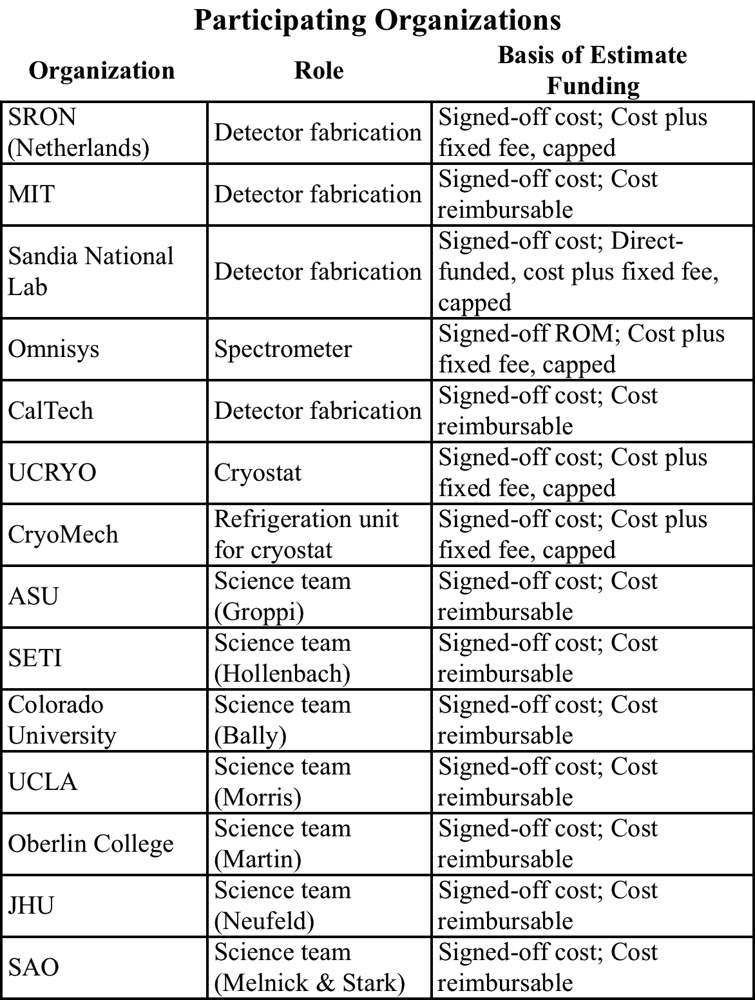 Participating Organizations
Organization
Role
Basis of Estimate
Funding
SRON
(Netherlands)
Detector fabrication
Signed-off cost; Cost plus
fixed fee, capped
MIT
Detector fabrication
Signed-off cost; Cost
reimbursable
Sandia National
Lab
Detector fabrication
Signed-off cost; Direct-
funded, cost plus fixed fee,
capped
Omnisys
Spectrometer
Signed-off ROM; Cost plus
fixed fee, capped
CalTech
Detector fabrication
Signed-off cost; Cost
reimbursable
UCRYO
Cryostat
Signed-off cost; Cost plus
fixed fee, capped
CryoMech
Refrigeration unit
for cryostat
Signed-off cost; Cost plus
fixed fee, capped
ASU
Science team
(Groppi)
Signed-off cost; Cost
reimbursable
SETI
Science team
(Hollenbach)
Signed-off cost; Cost
reimbursable
Colorado
University
Science team
(Bally)
Signed-off cost; Cost
reimbursable
UCLA
Science team
(Morris)
Signed-off cost; Cost
reimbursable
Oberlin College
Science team
(Martin)
Signed-off cost; Cost
reimbursable
JHU
Science team
(Neufeld)
Signed-off cost; Cost
reimbursable
SAO
Science team
(Melnick & Stark)
Signed-off cost; Cost
reimbursable